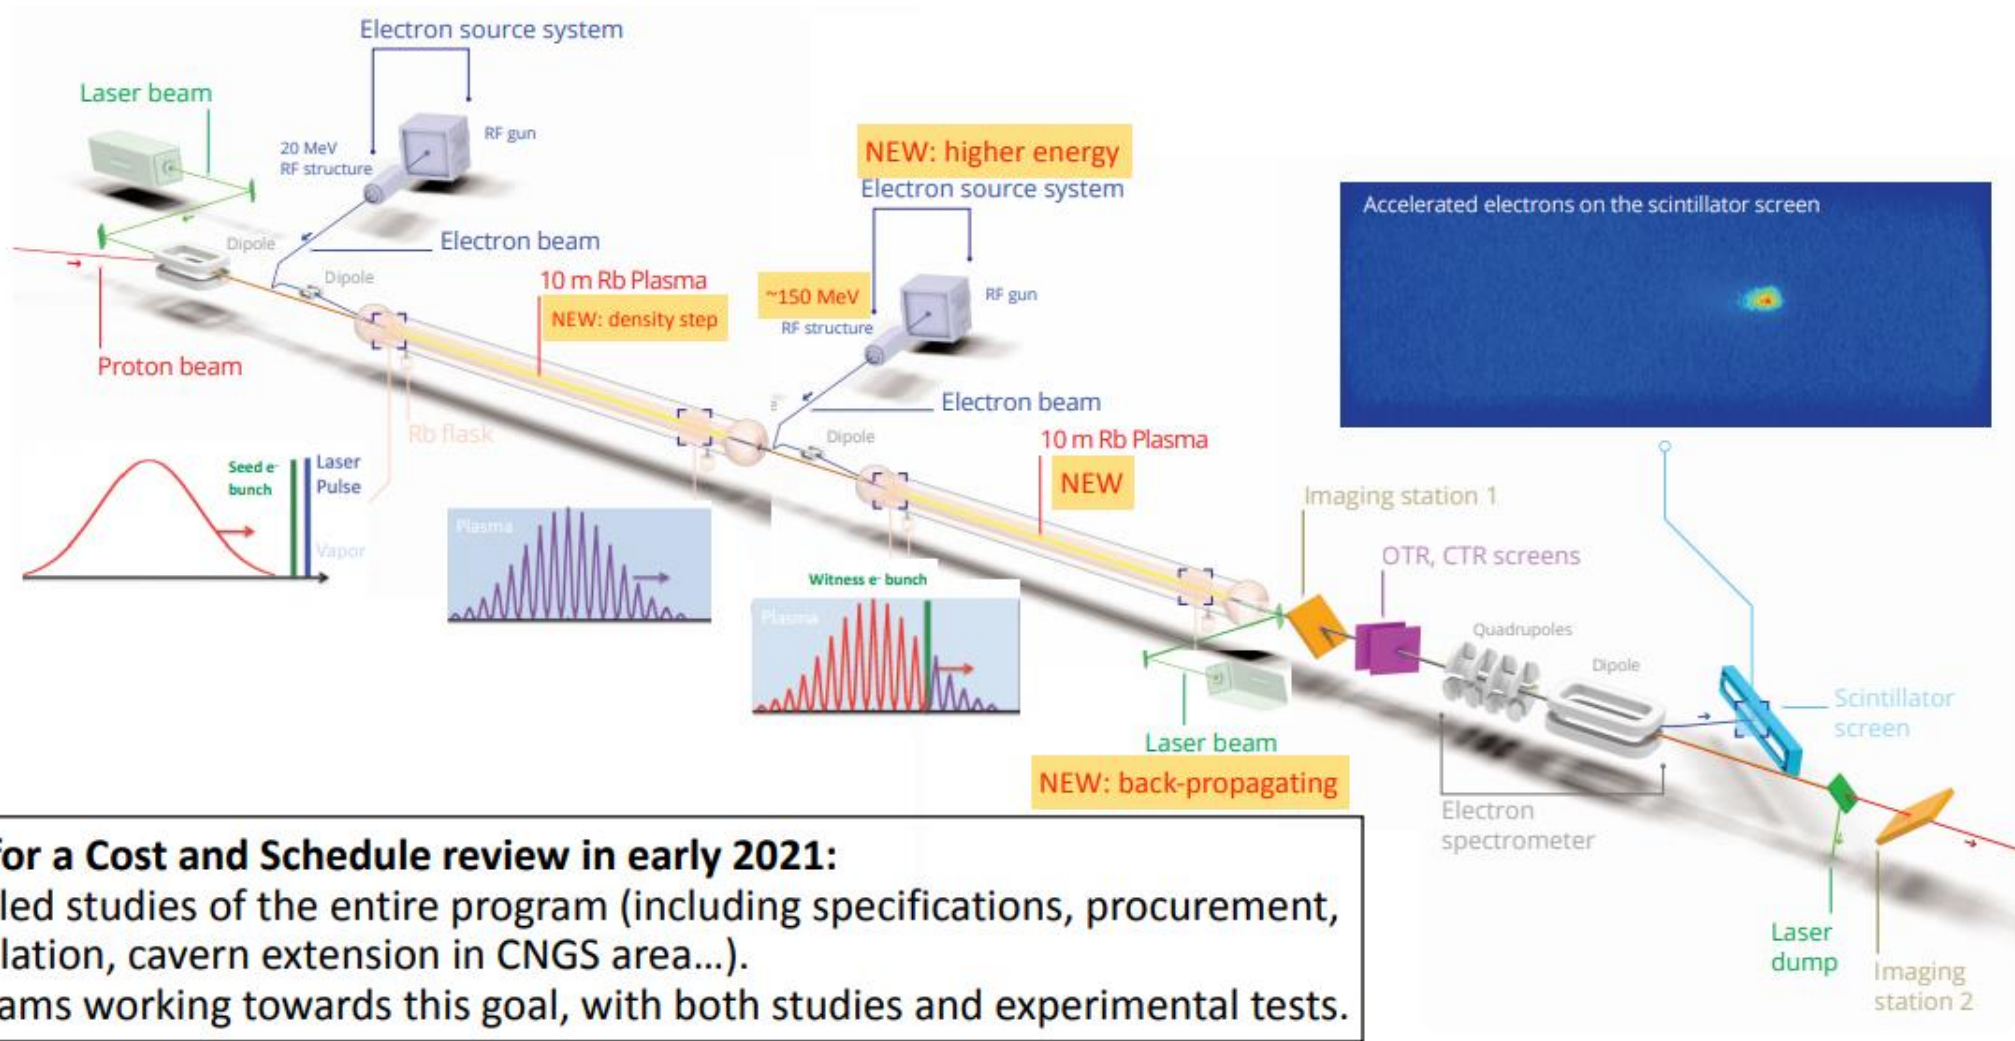 Electron source system
Laser beam
RF gun
20 MeV
RF structure
NEW: higher energy
Electron source system
Accelerated electrons on the scintillator screen
Dipole
Electron beam
Dipole
10 m Rb Plasma
NEW: density step
~150 MeV
RF structure
RF gun
Proton beam
Rb flask
Electron beam
Dipole
10 m Rb Plasma
NEW
Seed e-
bunch
Laser
Pulse
Vapor
Plasma
Witness e- bunch
Plasma
Imaging station 1
OTR, CTR screens
Quadrupoles
Dipole
Scintillator
screen
Laser beam
NEW: back-propagating
Electron
spectrometer
Laser
dump
Imaging
station 2
for a Cost and Schedule review in early 2021:
led studies of the entire program (including specifications, procurement,
lation, cavern extension in CNGS area...).
ams working towards this goal, with both studies and experimental tests.